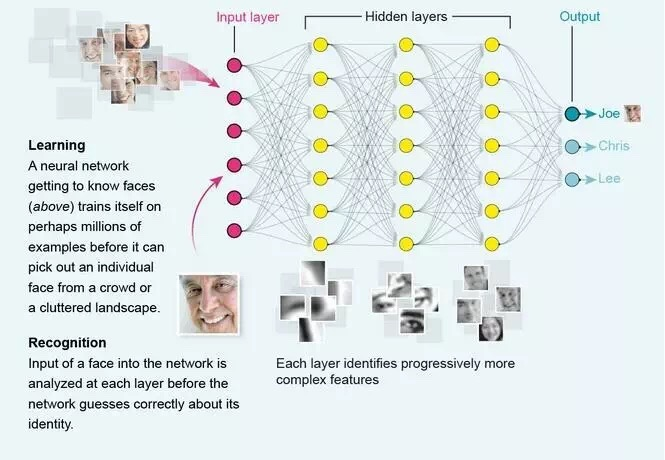 Input layer
Hidden layers
Output
Joe
Chris
Lee
Learning
A neural network
getting to know faces
(above) trains itself on
perhaps millions of
examples before it can
pick out an individual
face from a crowd or
a cluttered landscape.
Recognition
Input of a face into the network is
analyzed at each layer before the
network guesses correctly about its
identity.
Each layer identifies progressively more
complex features